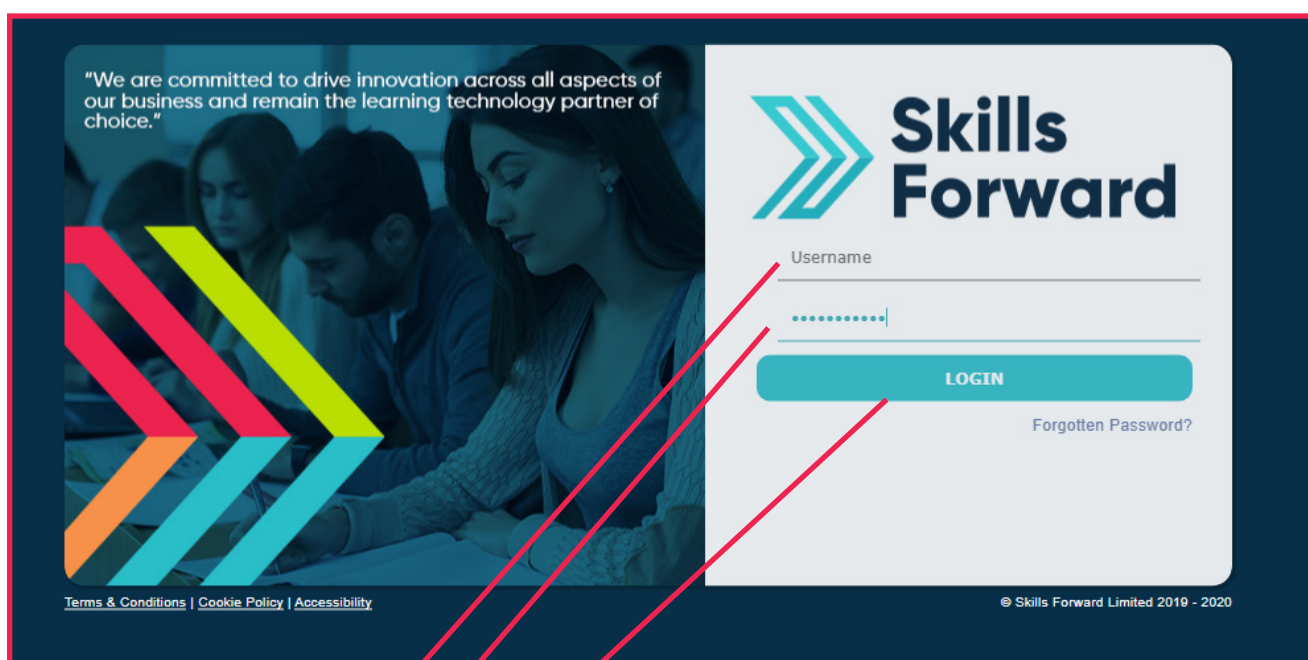 "We are committed to drive innovation across all aspects of
our business and remain the learning technology partner of
choice."
Skills
Forward
Username
•••••••••••
LOGIN
Forgotten Password?
Terms & Conditions | Cookie Policy | Accessibility
© Skills Forward Limited 2019 - 2020